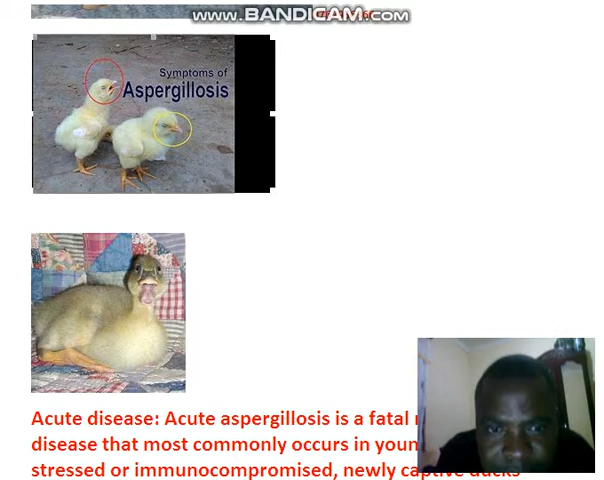 www.BANDICAM.com
Symptoms of
Aspergillosis
Acute disease: Acute aspergillosis is a fatal
disease that most commonly occurs in
stressed or immunocompromised, newly captive ducks